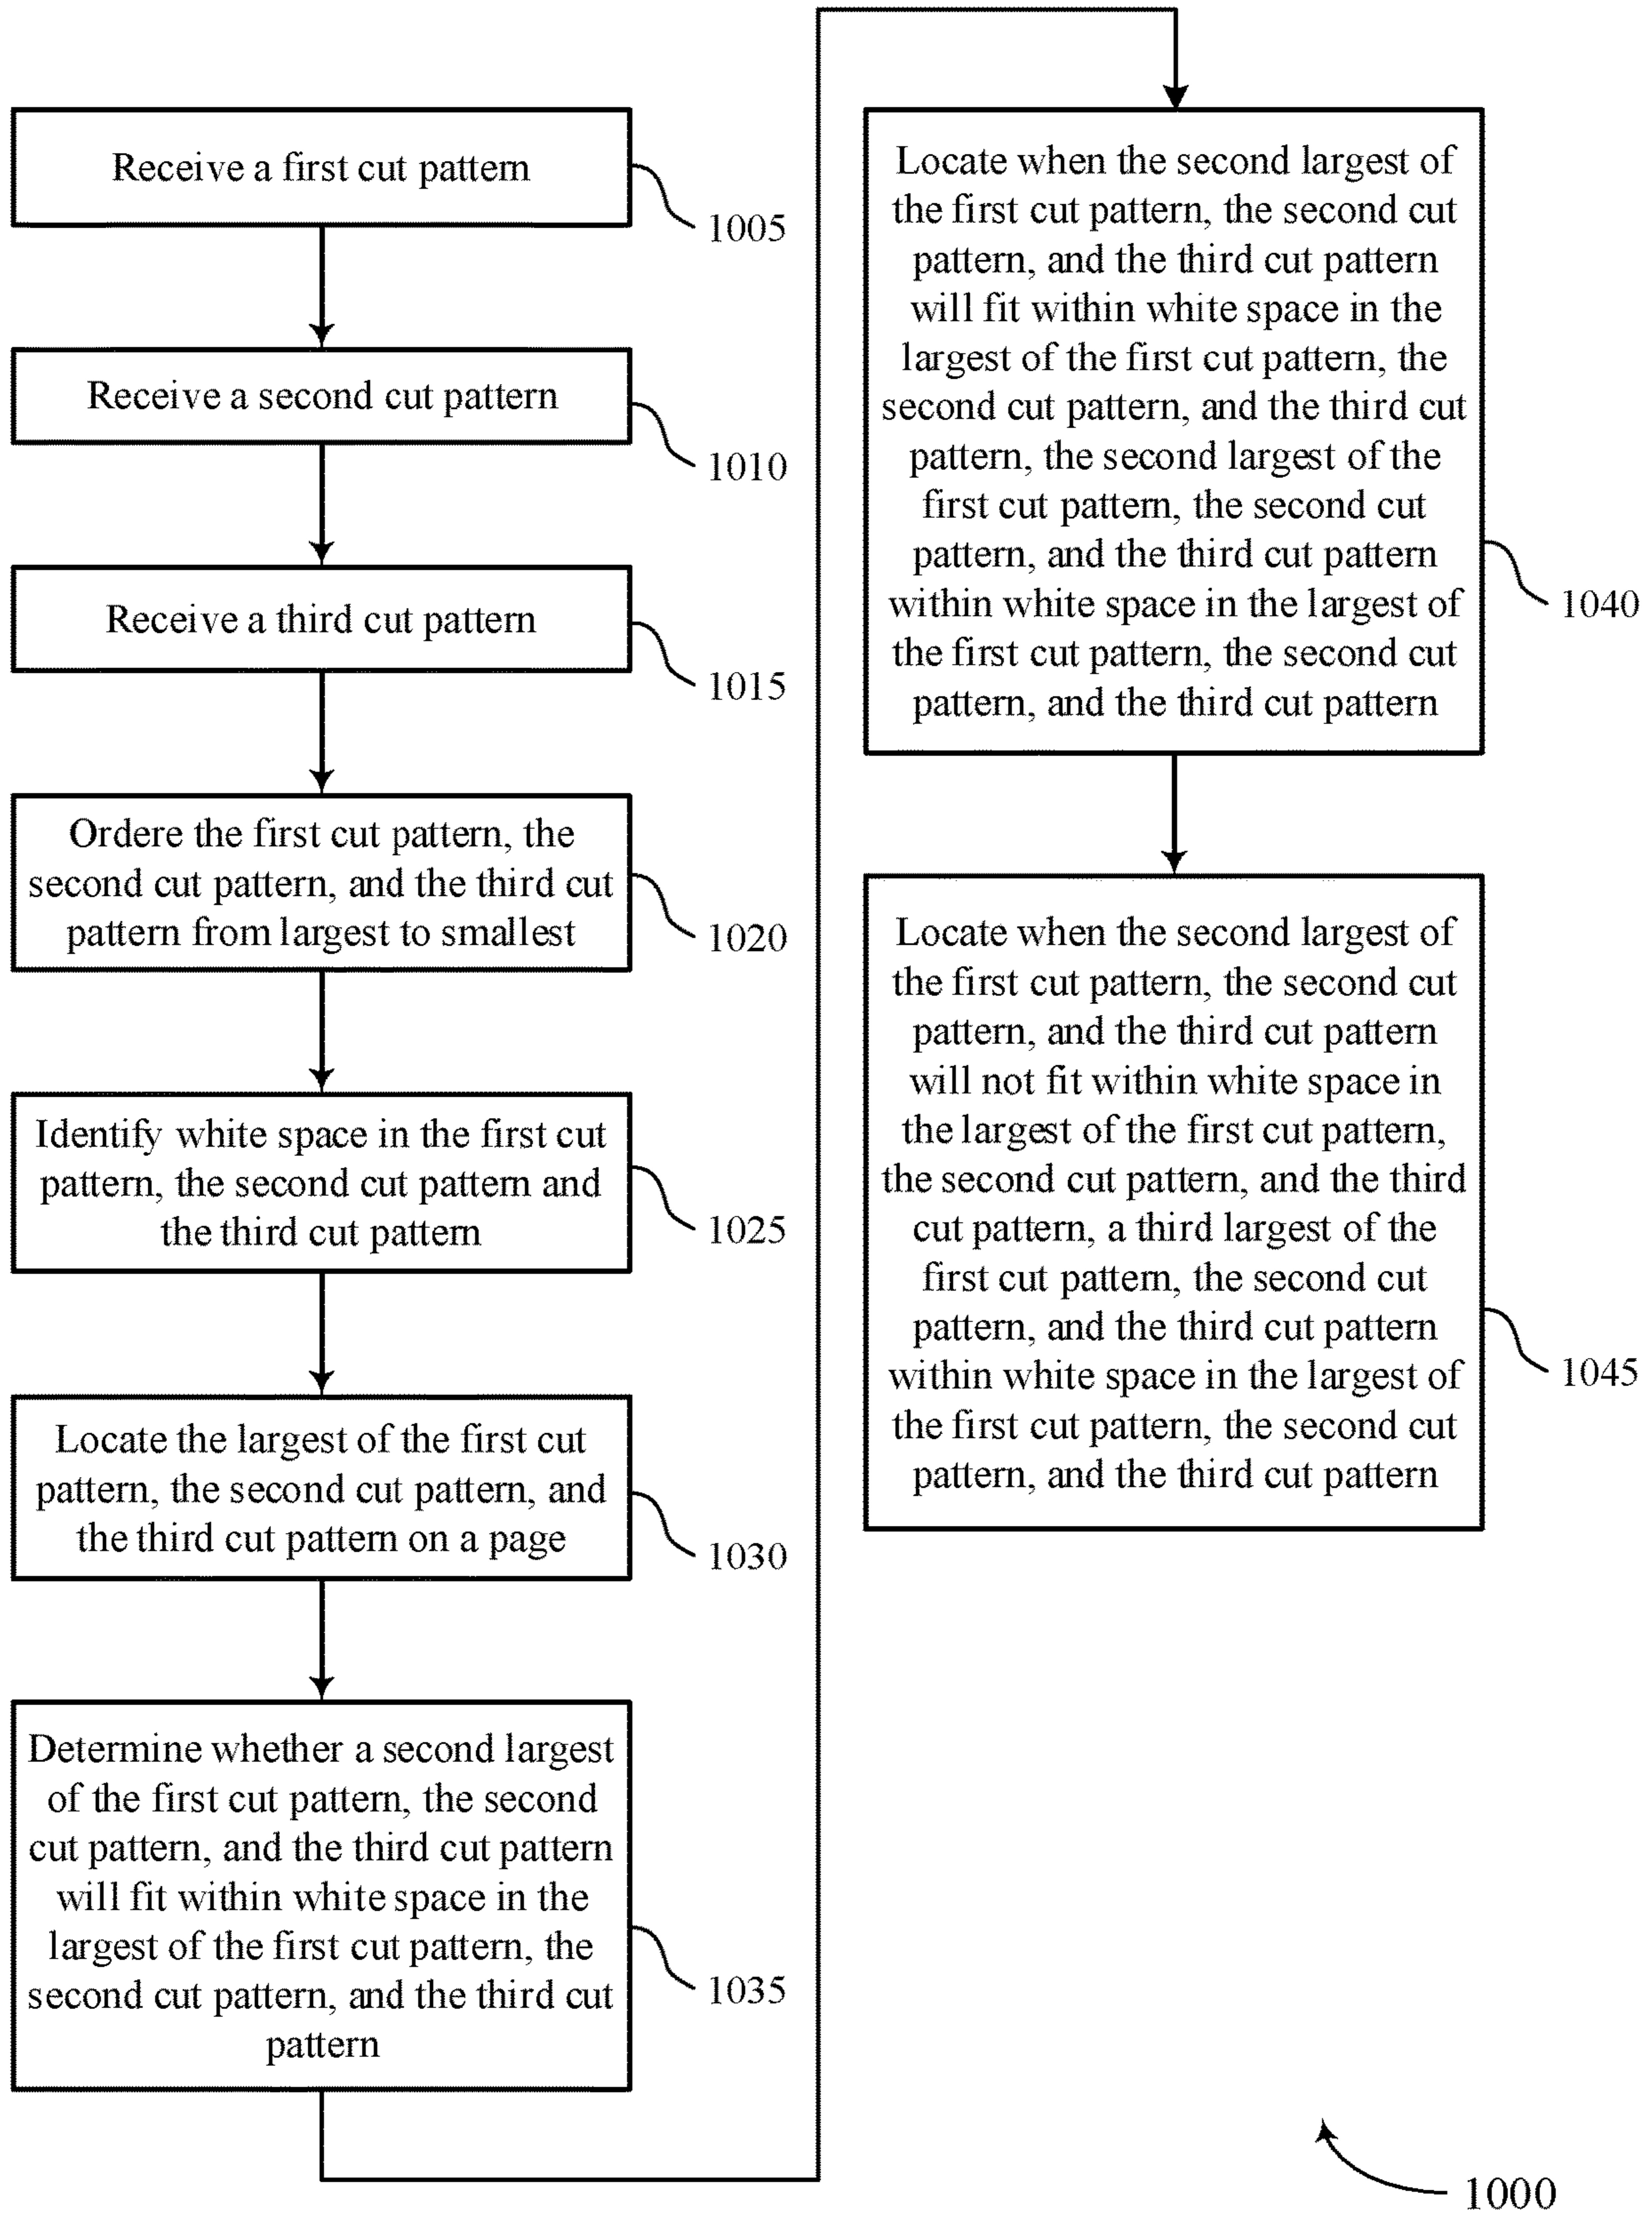 Receive a first cut pattern
1005
Receive a second cut pattern
1010
Receive a third cut pattern
1015
Ordere the first cut pattern, the
second cut pattern, and the third cut
pattern from largest to smallest
1020
Identify white space in the first cut
pattern, the second cut pattern and
the third cut pattern
1025
Locate the largest of the first cut
pattern, the second cut pattern, and
the third cut pattern on a page
1030
Determine whether a second largest
of the first cut pattern, the second
cut pattern, and the third cut pattern
will fit within white space in the
largest of the first cut pattern, the
second cut pattern, and the third cut
pattern
1035
Locate when the second largest of
the first cut pattern, the second cut
pattern, and the third cut pattern
will fit within white space in the
largest of the first cut pattern, the
second cut pattern, and the third cut
pattern, the second largest of the
first cut pattern, the second cut
pattern, and the third cut pattern
within white space in the largest of
the first cut pattern, the second cut
pattern, and the third cut pattern
1040
Locate when the second largest of
the first cut pattern, the second cut
pattern, and the third cut pattern
will not fit within white space in
the largest of the first cut pattern,
the second cut pattern, and the third
cut pattern, a third largest of the
first cut pattern, the second cut
pattern, and the third cut pattern
within white space in the largest of
the first cut pattern, the second cut
pattern, and the third cut pattern
1045
1000